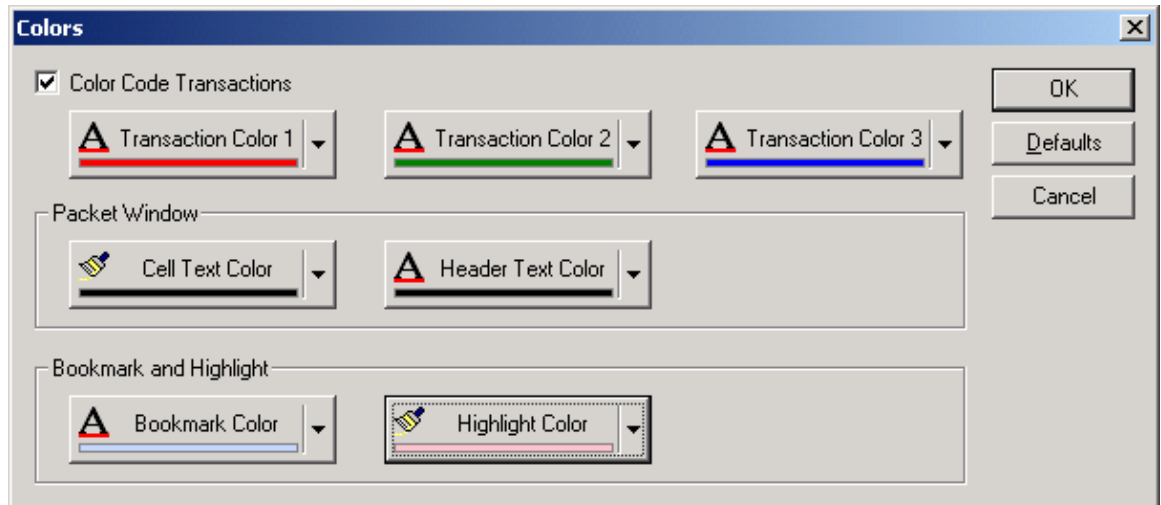 Colors
Color Code Transactions
OK
A Transaction Color 1
A Transaction Color 2
A Transaction Color 3
Defaults
Cancel
Packet Window
Cell Text Color
A Header Text Color
Bookmark and Highlight
A Bookmark Color
Highlight Color